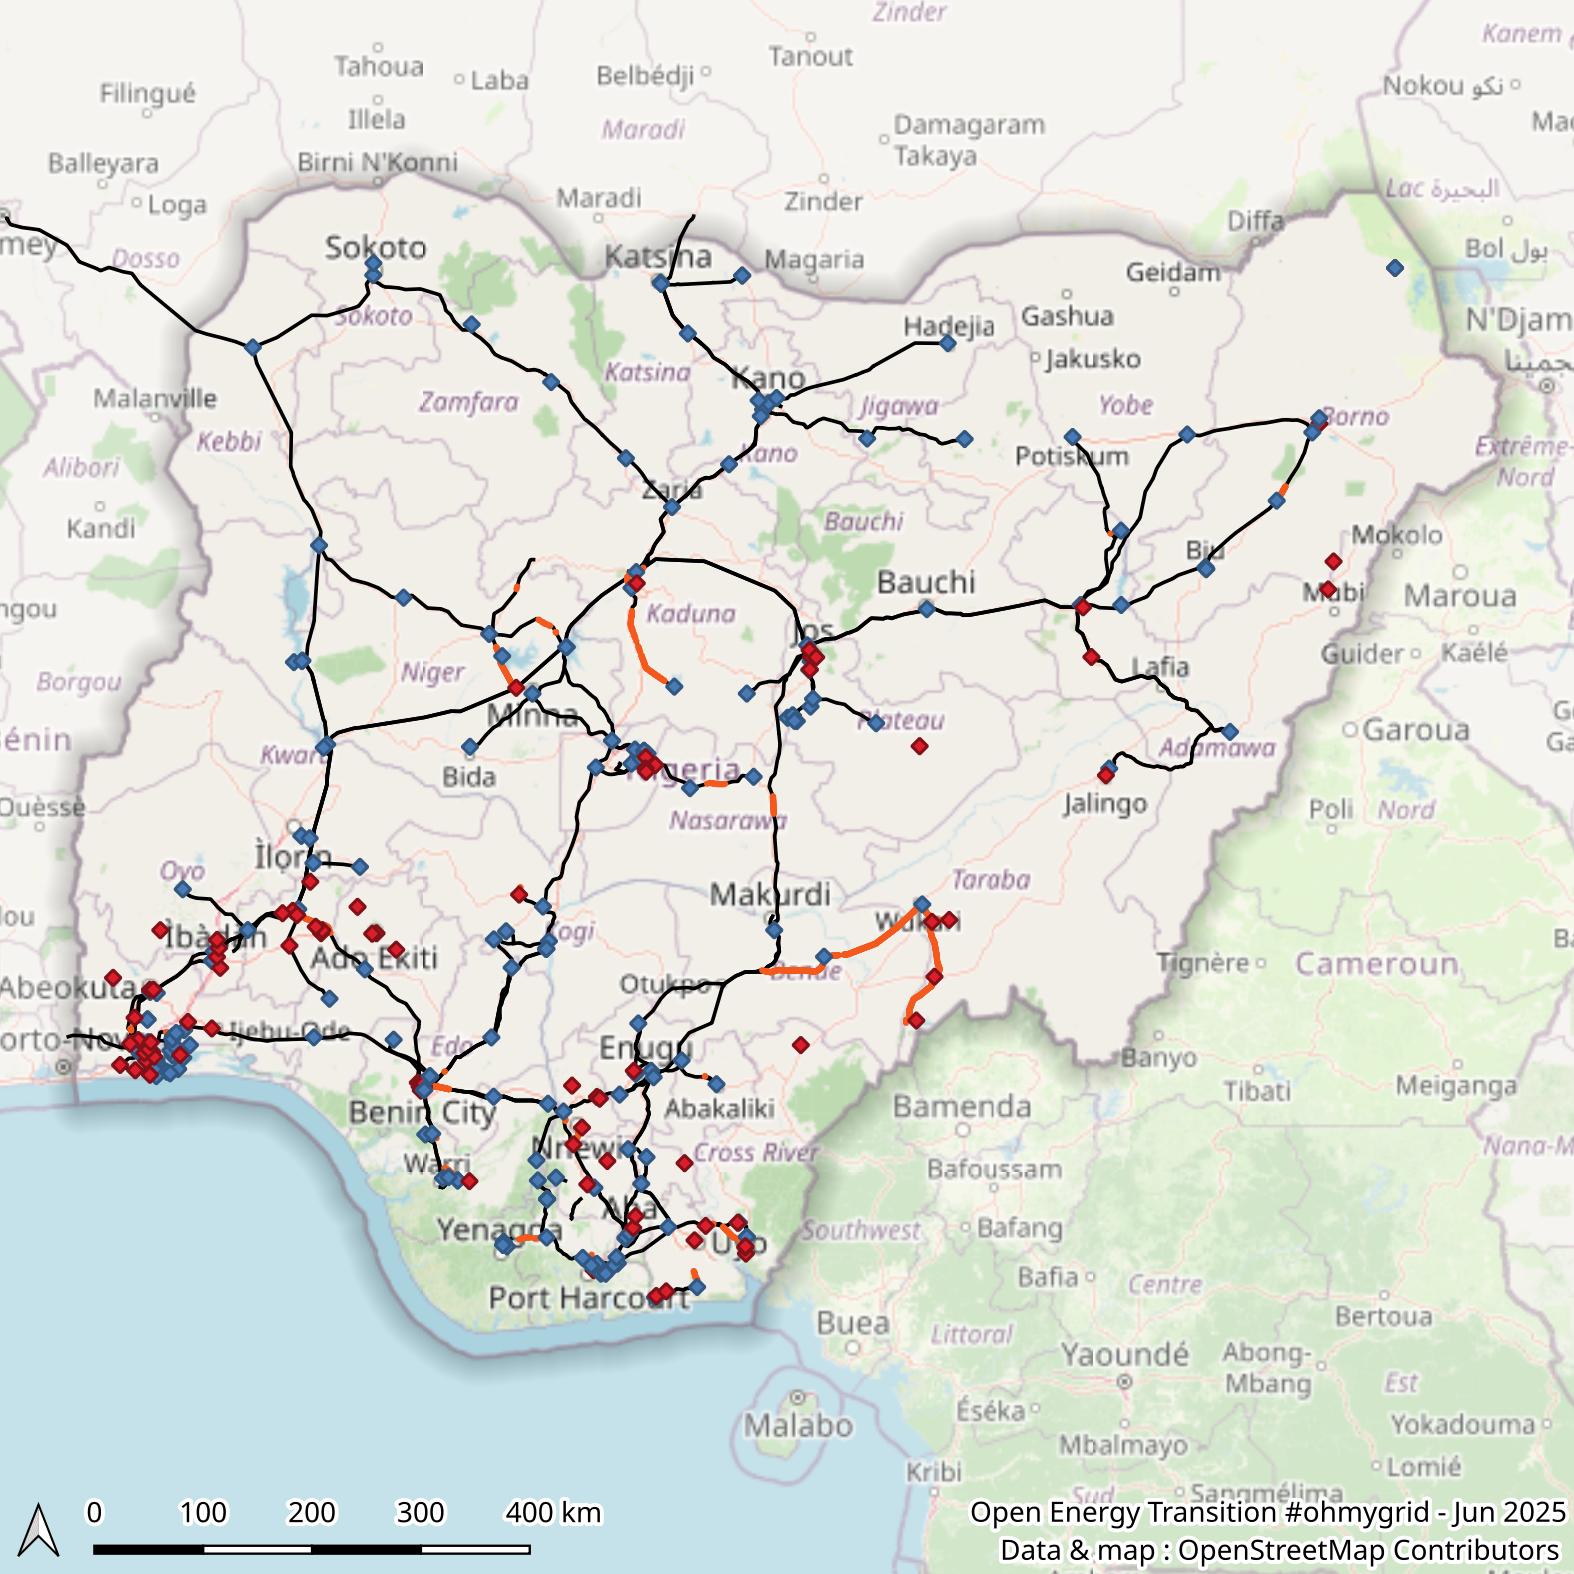 Zinder
Kanem
Tanout
Tahoua
Laba
Belbédji
Nokou نكو
Filingué
Illela
Maradi
Damagaram
Takaya
Balleyara
Birni N'Konni
Loga
Maradi
Zinder
Lac البحيرة
Diffa
Sokoto
Katsina
Magaria
Bol بول
Dosso
Geidam
Sokoto
Hadejia
Gashua
N'Djam
Jakusko
Katsina
Kano
Malanville
Zamfara
Jigawa
Yobe
Borno
Kebbi
Alibori
Kano
Potiskum
Extrême-
Nord
Zaria
Kandi
Bauchi
Mokolo
Biu
Bauchi
Mubi
Maroua
Kaduna
Jos
Guider
Kaélé
Borgou
Niger
Lafia
Minna
Plateau
Garoua
Bénin
Kwara
Adamawa
Bida
Nigeria
Ouèssè
Jalingo
Poli
Nord
Nasarawa
Ìlọrin
Oyo
Makurdi
Taraba
Wukari
Ìbàdàn
Kogi
Ado Ekiti
Benue
Tignère
Cameroun
Abeokuta
Otukpo
Porto-Novo
Ijebu-Ode
Edo
Enugu
Banyo
Tibati
Meiganga
Benin City
Abakaliki
Bamenda
Nnewi
Cross River
Nana-M
Warri
Bafoussam
Aba
Yenagoa
Uyo
Southwest
Bafang
Bafia
Centre
Port Harcourt
Bertoua
Buea
Littoral
Yaoundé
Abong-
Mbang
Est
Malabo
Éséka
Yokadouma
Mbalmayo
Kribi
Lomié
Sud
Sangmélima
0 100 200 300 400 km
Open Energy Transition #ohmygrid - Jun 2025
Data & map : OpenStreetMap Contributors